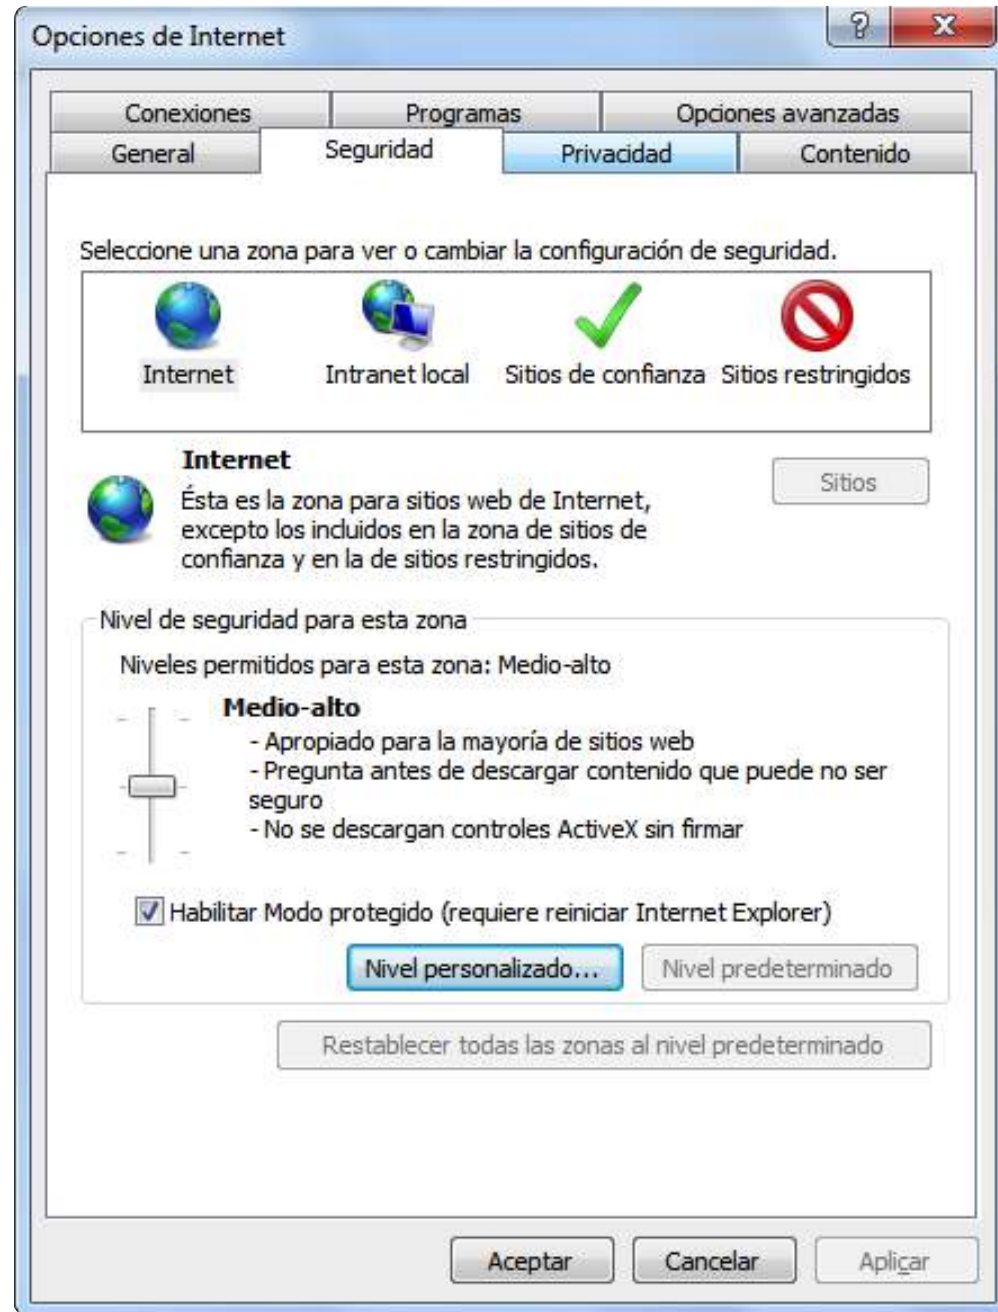 Opciones de Internet
?
X
Conexiones Programas Opciones avanzadas
General Seguridad Privacidad Contenido
Seleccione una zona para ver o cambiar la configuración de seguridad.
Internet Intranet local Sitios de confianza Sitios restringidos
Internet
Sitios
Ésta es la zona para sitios web de Internet,
excepto los incluidos en la zona de sitios de
confianza y en la de sitios restringidos.
Nivel de seguridad para esta zona
Niveles permitidos para esta zona: Medio-alto
Medio-alto
- Apropiado para la mayoría de sitios web
- Pregunta antes de descargar contenido que puede no ser
seguro
- No se descargan controles ActiveX sin firmar
Habilitar Modo protegido (requiere reiniciar Internet Explorer)
Nivel personalizado... Nivel predeterminado
Restablecer todas las zonas al nivel predeterminado
Aceptar Cancelar Aplicar